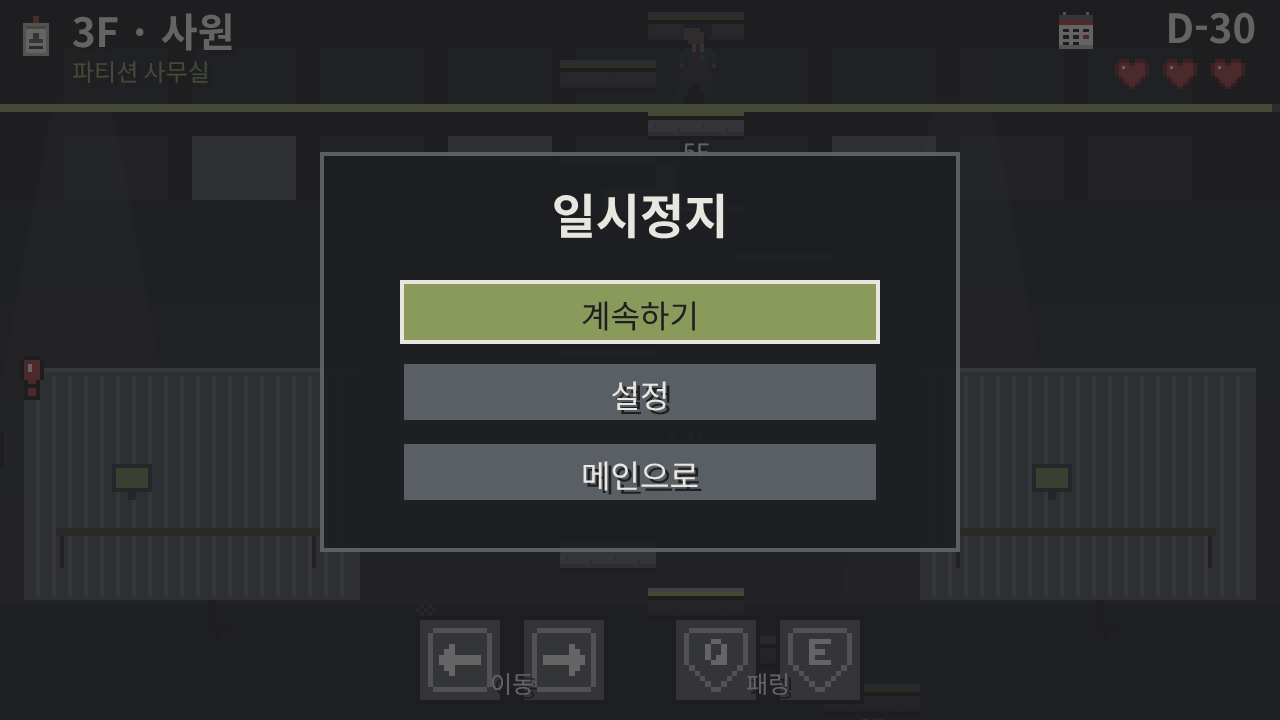 3F · 사원
파티션 사무실
D-30
5F
일시정지
계속하기
설정
메인으로
이동
Q
E
패링